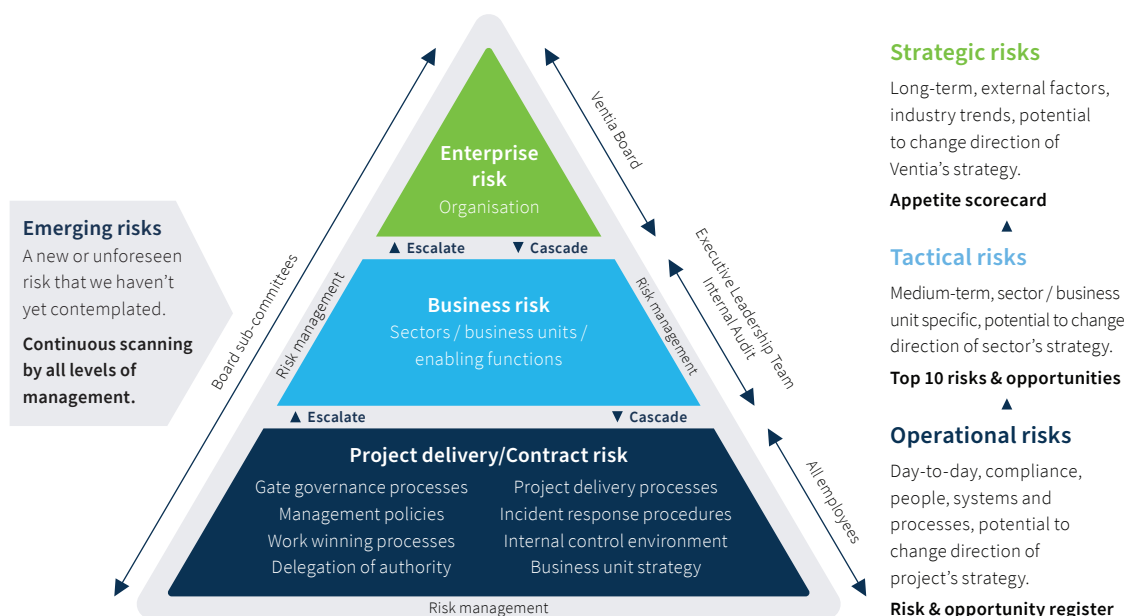 Emerging risks
A new or unforeseen
risk that we haven't
yet contemplated.
Continuous scanning
by all levels of
management.
Board sub-committees
Risk management
Enterprise
risk
Organisation
▲ Escalate
▼ Cascade
Business risk
Sectors / business units /
enabling functions
▲ Escalate
▼ Cascade
Project delivery/Contract risk
Gate governance processes
Management policies
Work winning processes
Delegation of authority
Project delivery processes
Incident response procedures
Internal control environment
Business unit strategy
Risk management
Risk management
Ventia Board
Executive Leadership Team
Internal Audit
All employees
Strategic risks
Long-term, external factors,
industry trends, potential
to change direction of
Ventia's strategy.
Appetite scorecard
▲
Tactical risks
Medium-term, sector / business
unit specific, potential to change
direction of sector's strategy.
Top 10 risks & opportunities
▲
Operational risks
Day-to-day, compliance,
people, systems and
processes, potential to
change direction of
project's strategy.
Risk & opportunity register